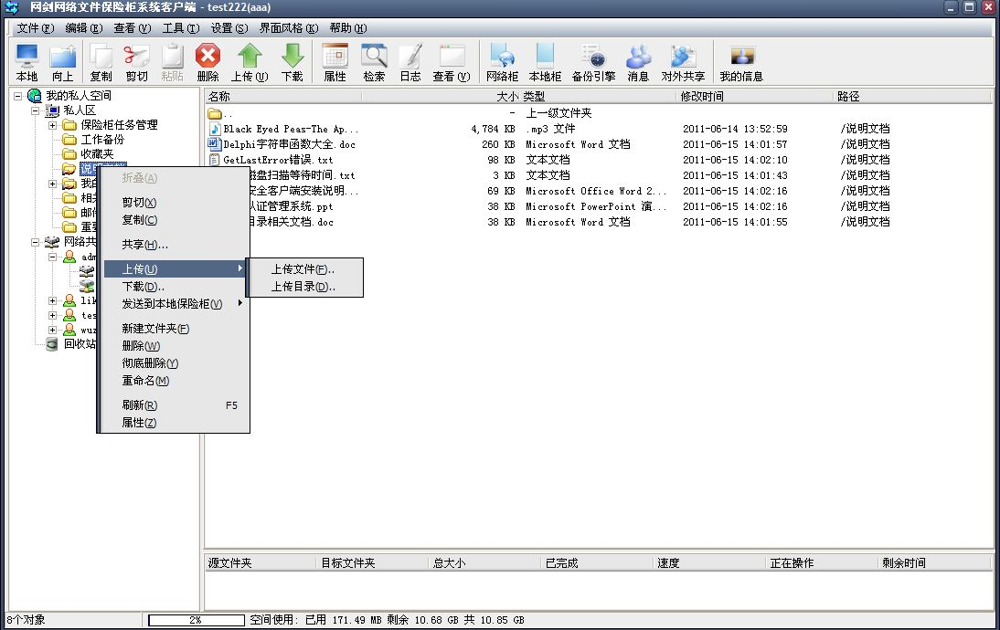 网剑网络文件保险柜系统客户端 - test222(aaa)
文件(F) 编辑(E) 查看(V) 工具(T) 设置(S) 界面风格(K) 帮助(H)
本地 向上 复制 剪切 粘贴 删除 上传(U) 下载 属性 检索 日志 查看(V) 网络柜 本地柜 备份引擎 消息 对外共享 我的信息
我的私人空间
私人区
保险柜任务管理
工作备份
收藏夹
说明
我的
相关
邮件
重要
网络共
adm
lik
tes
wuz
回收站
折叠(A)
剪切(X)
复制(C)
共享(H)...
上传(U)
下载(D)..
发送到本地保险柜(V)
新建文件夹(F)
删除(W)
彻底删除(Y)
重命名(M)
刷新(R) F5
属性(Z)
上传文件(F)..
上传目录(D)..
名称 大小 类型 修改时间 路径
.. - 上一级文件夹
Black Eyed Peas-The Ap... 4,784 KB .mp3 文件 2011-06-14 13:52:59 /说明文档
Delphi字符串函数大全.doc 260 KB Microsoft Word 文档 2011-06-15 14:01:57 /说明文档
GetLastError错误.txt 98 KB 文本文档 2011-06-15 14:02:10 /说明文档
磁盘扫描等待时间.txt 3 KB 文本文档 2011-06-15 14:01:43 /说明文档
安全客户端安装说明... 69 KB Microsoft Office Word 2... 2011-06-15 14:02:16 /说明文档
认证管理系统.ppt 38 KB Microsoft PowerPoint 演... 2011-06-15 14:02:16 /说明文档
目录相关文档.doc 38 KB Microsoft Word 文档 2011-06-15 14:01:55 /说明文档
源文件夹 目标文件夹 总大小 已完成 速度 正在操作 剩余时间
8个对象 2% 空间使用: 已用 171.49 MB 剩余 10.68 GB 共 10.85 GB